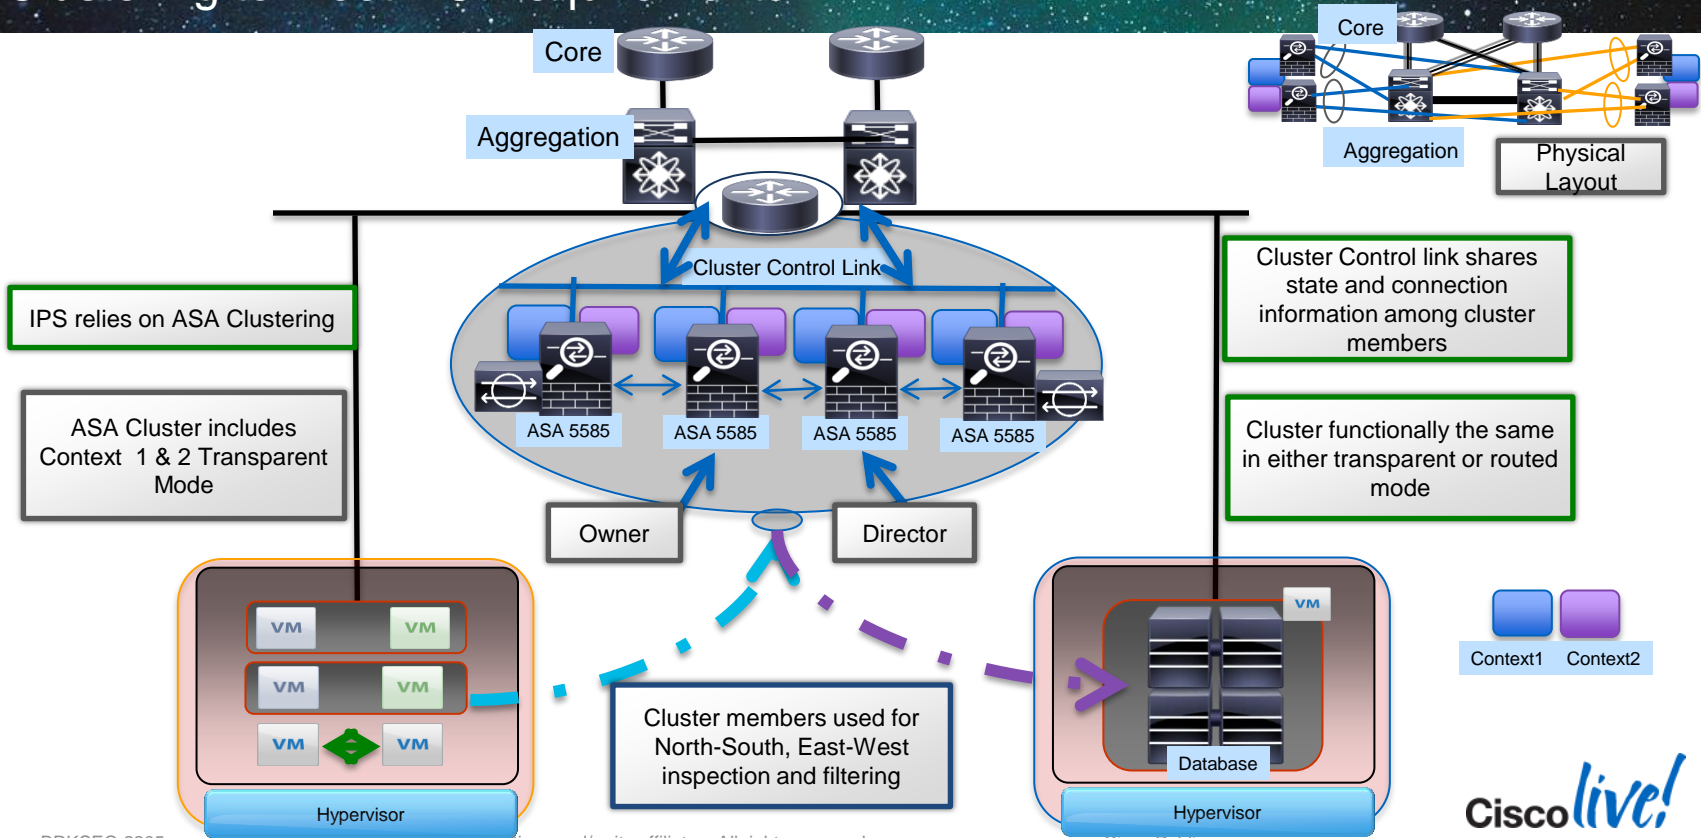 Core
Aggregation
Core
Aggregation
Physical
Layout
Cluster Control Link
IPS relies on ASA Clustering
ASA Cluster includes
Context 1 & 2 Transparent
Mode
Cluster Control link shares
state and connection
information among cluster
members
Cluster functionally the same
in either transparent or routed
mode
ASA 5585
ASA 5585
ASA 5585
ASA 5585
Owner
Director
VM
VM
VM
VM
VM
VM
Hypervisor
Cluster members used for
North-South, East-West
inspection and filtering
VM
Database
Hypervisor
Context1
Context2
Cisco live!